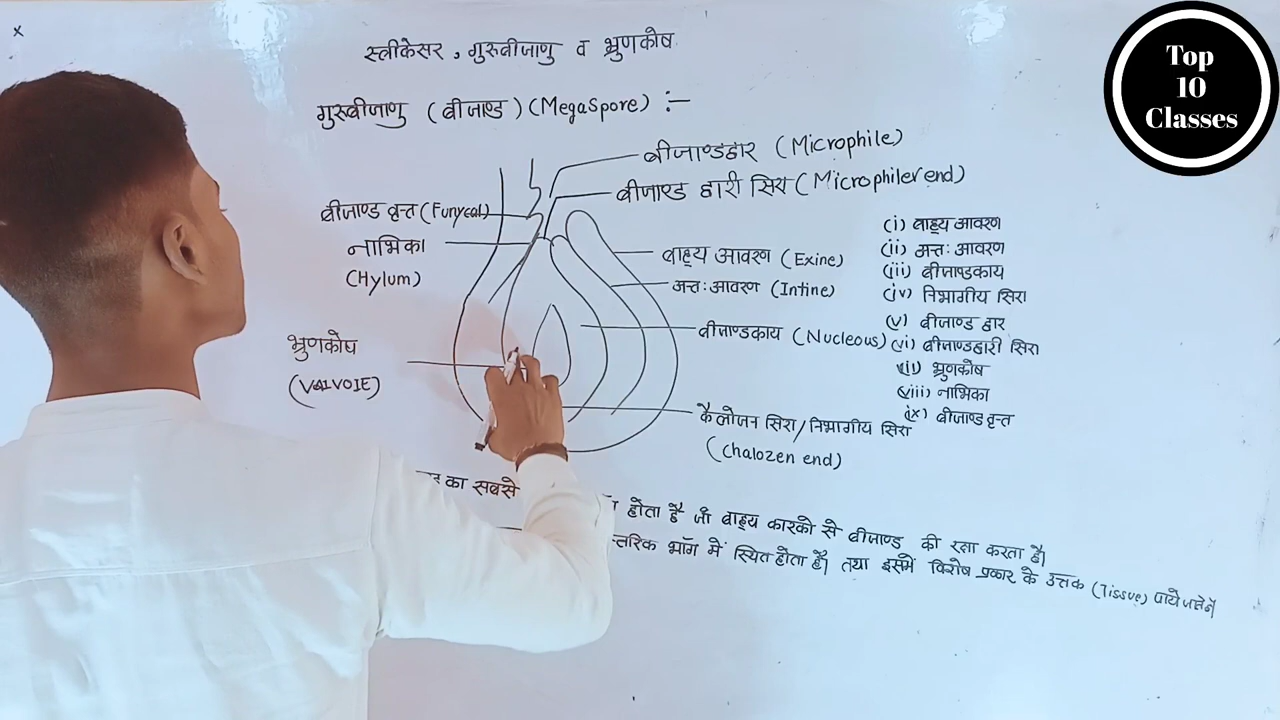 स्त्रीकेसर, गुरुबीजाणु व भ्रुणकोष
Top
10
Classes
गुरुबीजाणु (बीजाण्ड) (MegaSpore) :-
बीजाण्डद्वार (Microphile)
बीजाण्ड द्वारी सिरा (Microphiler end)
बीजाण्ड वृन्त (Funycal)
नाभिका
(Hylum)
बाह्य आवरण (Exine)
अन्तः आवरण (Intine)
बीजाण्डकाय (Nucleous)
भ्रुणकोष
(VALVOIE)
कैलोजन सिरा/निभागीय सिरा
(Chalozen end)
(i) बाह्य आवरण
(ii) अन्तः आवरण
(iii) बीजाण्डकाय
(iv) निभागीय सिरा
(v) बीजाण्ड द्वार
(vi) बीजाण्डद्वारी सिरा
(vii) भ्रुणकोष
(viii) नाभिका
(ix) बीजाण्ड वृन्त
का सबसे होता है जो बाह्य कारको से बीजाण्ड की रक्षा करता है।
भाग में स्थित होता है। तथा इसमें विशेष प्रकार के उत्तक (Tissue) पाये जाते है